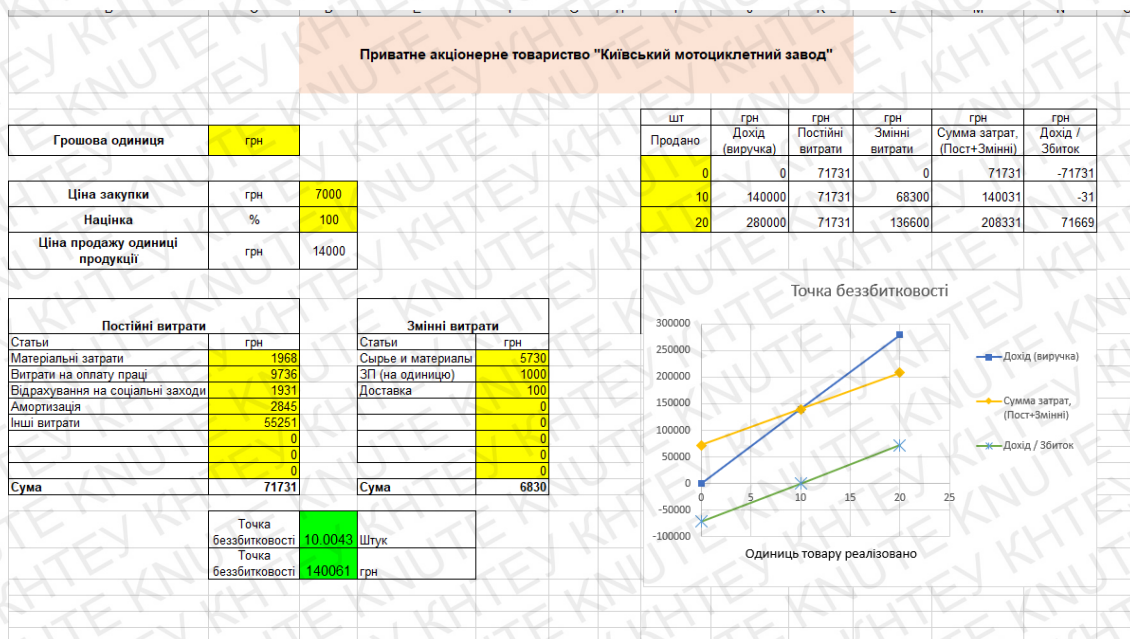 Приватне акціонерне товариство "Київський мотоциклетний завод"
Грошова одиниця грн
Ціна закупки грн 7000
Націнка % 100
Ціна продажу одиниці
продукції грн 14000
шт грн грн грн грн грн
Продано Дохід Постійні Змінні Сумма затрат, Дохід /
(виручка) витрати витрати (Пост+Змінні) Збиток
0 0 71731 0 71731 -71731
10 140000 71731 68300 140031 -31
20 280000 71731 136600 208331 71669
Постійні витрати
Статьи грн
Матеріальні затрати 1968
Витрати на оплату праці 9736
Відрахування на соціальні заходи 1931
Амортизація 2845
Інші витрати 55251
0
0
0
Сума 71731
Змінні витрати
Статьи грн
Сырье и материалы 5730
ЗП (на одиницю) 1000
Доставка 100
0
0
0
0
0
Сума 6830
Точка
беззбитковості 10.0043 Штук
Точка
беззбитковості 140061 грн
Точка беззбитковості
300000
250000
200000
150000
100000
50000
0
-50000
-100000
0 5 10 15 20 25
Одиниць товару реалізовано
Дохід (виручка)
Сумма затрат,
(Пост+Змінні)
Дохід / Збиток
KNUTE КНТЕУ KNUTE КНТЕУ